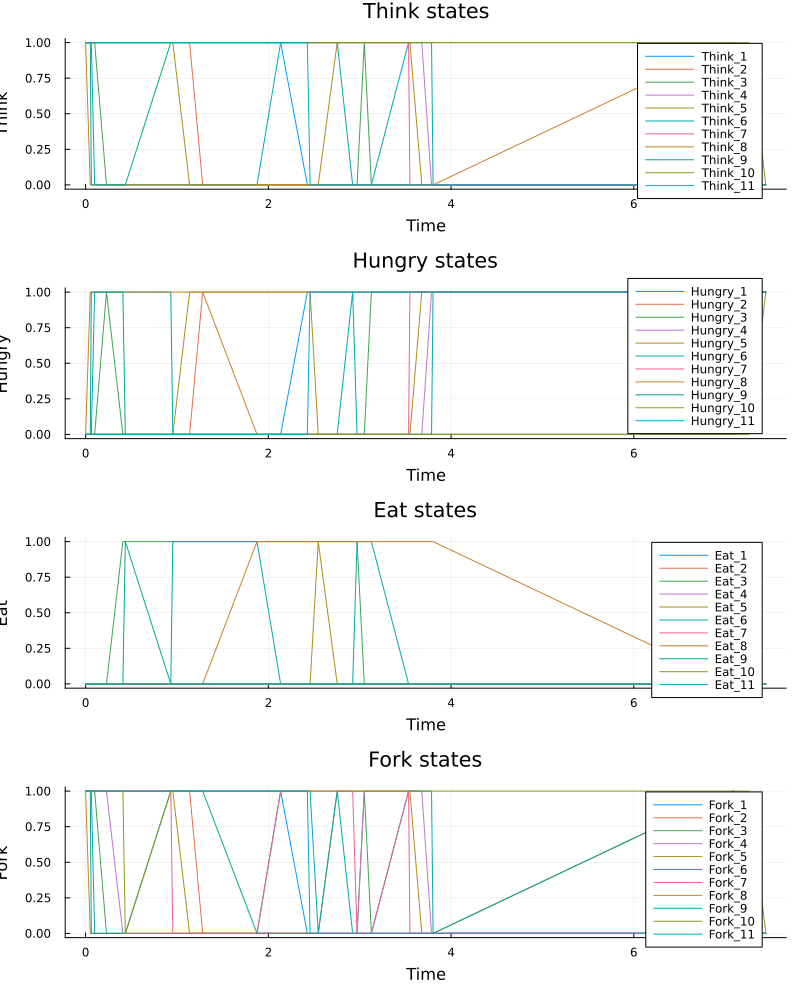 Think states
1.00
0.75
0.50
0.25
0.00
Think
0
2
4
6
Time
Think_1
Think_2
Think_3
Think_4
Think_5
Think_6
Think_7
Think_8
Think_9
Think_10
Think_11
Hungry states
1.00
0.75
0.50
0.25
0.00
Hungry
0
2
4
6
Time
Hungry_1
Hungry_2
Hungry_3
Hungry_4
Hungry_5
Hungry_6
Hungry_7
Hungry_8
Hungry_9
Hungry_10
Hungry_11
Eat states
1.00
0.75
0.50
0.25
0.00
Eat
0
2
4
6
Time
Eat_1
Eat_2
Eat_3
Eat_4
Eat_5
Eat_6
Eat_7
Eat_8
Eat_9
Eat_10
Eat_11
Fork states
1.00
0.75
0.50
0.25
0.00
Fork
0
2
4
6
Time
Fork_1
Fork_2
Fork_3
Fork_4
Fork_5
Fork_6
Fork_7
Fork_8
Fork_9
Fork_10
Fork_11